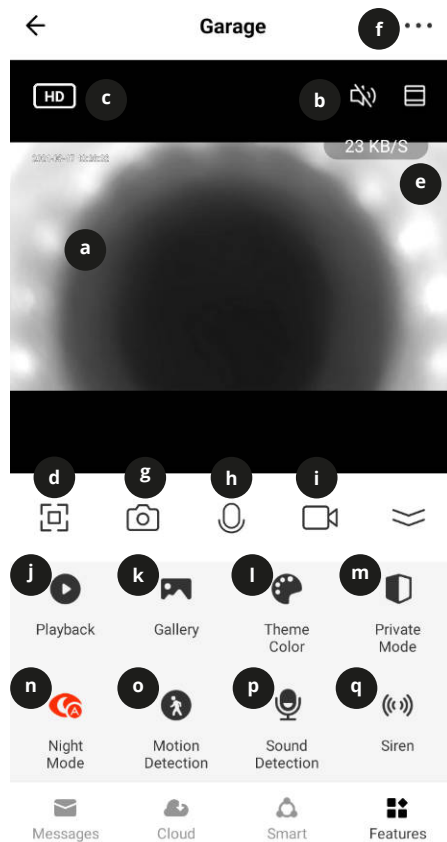 Garage
f
HD
c
b
23 KB/S
e
a
d
g
h
i
j
k
l
m
Playback
Gallery
Theme
Color
Private
Mode
n
o
p
q
A
Night
Mode
Motion
Detection
Sound
Detection
Siren
Messages
Cloud
Smart
Features